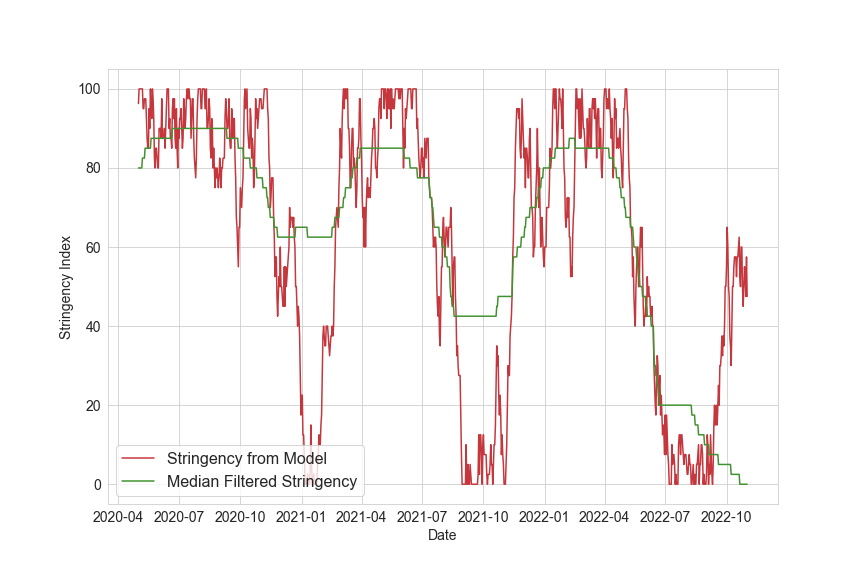 100
80
60
40
20
0
Stringency Index
Stringency from Model
Median Filtered Stringency
2020-04 2020-07 2020-10 2021-01 2021-04 2021-07 2021-10 2022-01 2022-04 2022-07 2022-10
Date